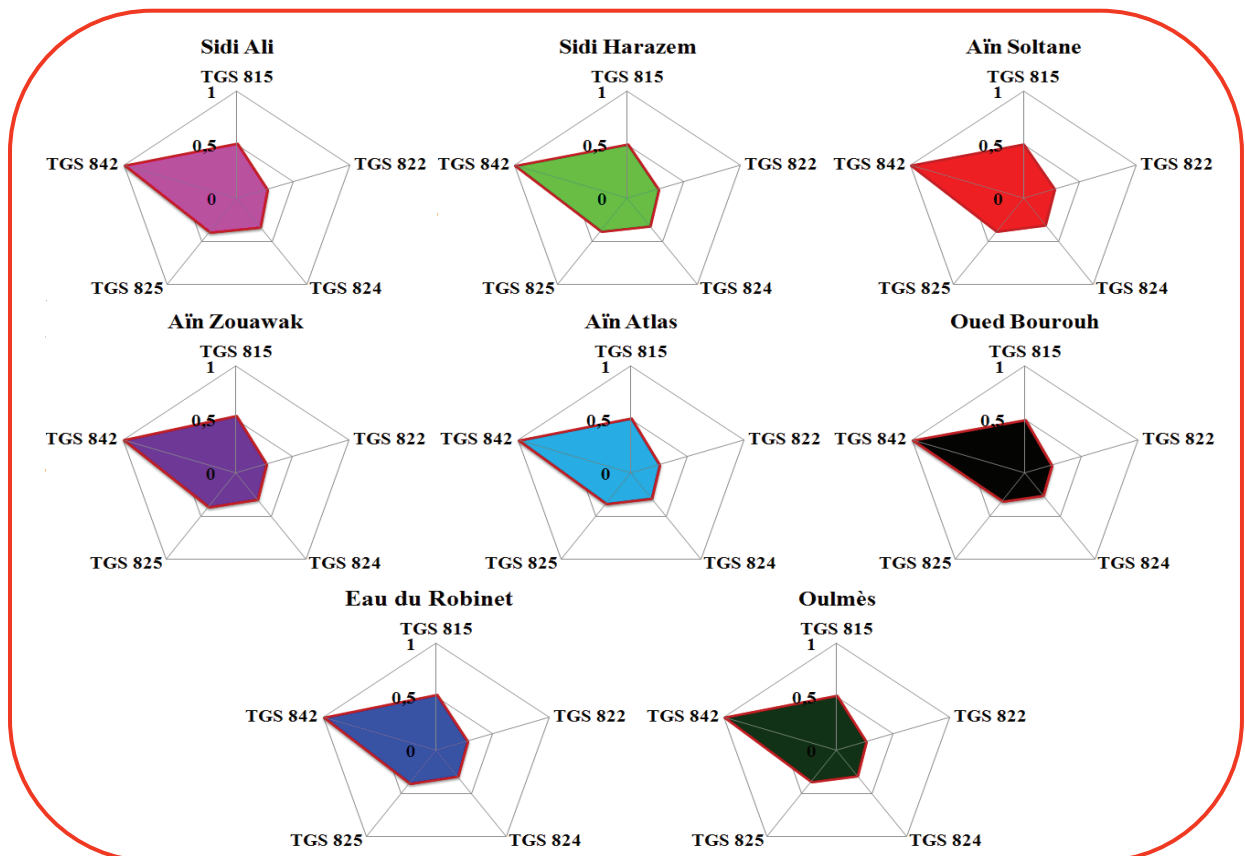 Sidi Ali
TGS 815
1
0,5
TGS 842
TGS 822
0
TGS 825
TGS 824
Sidi Harazem
TGS 815
1
0,5
TGS 842
TGS 822
0
TGS 825
TGS 824
Aïn Soltane
TGS 815
1
0,5
TGS 842
TGS 822
0
TGS 825
TGS 824
Aïn Zouawak
TGS 815
1
0,5
TGS 842
TGS 822
0
TGS 825
TGS 824
Aïn Atlas
TGS 815
1
0,5
TGS 842
TGS 822
0
TGS 825
TGS 824
Oued Bourouh
TGS 815
1
0,5
TGS 842
TGS 822
0
TGS 825
TGS 824
Eau du Robinet
TGS 815
1
0,5
TGS 842
TGS 822
0
TGS 825
TGS 824
Oulmès
TGS 815
1
0,5
TGS 842
TGS 822
0
TGS 825
TGS 824